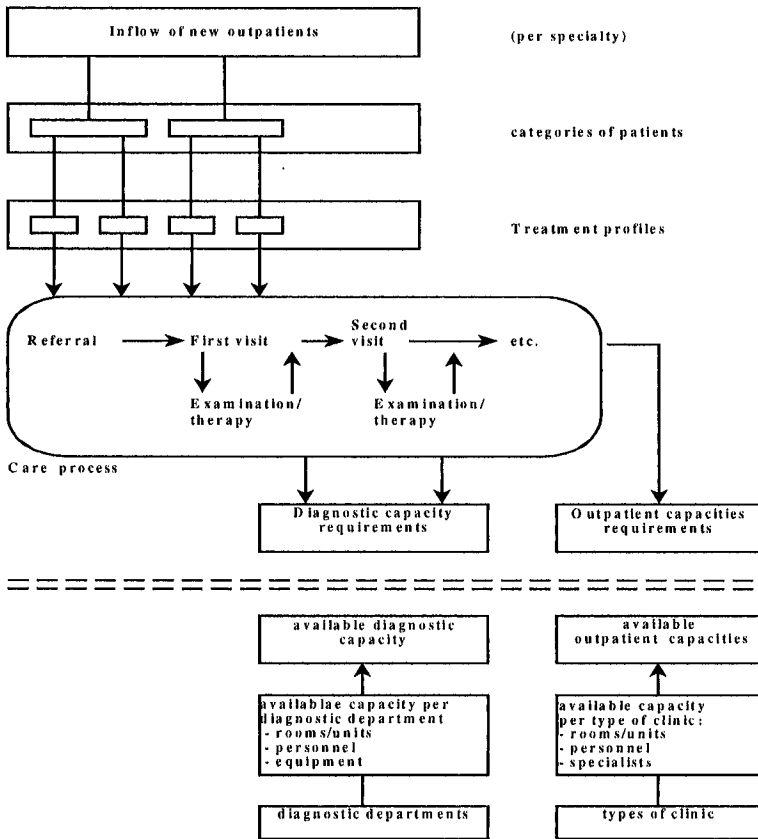 Inflow of new outpatients
(per specialty)
categories of patients
Treatment profiles
Referral
First visit
Second
visit
etc.
Examination/
therapy
Examination/
therapy
Care process
Diagnostic capacity
requirements
Outpatient capacities
requirements
available diagnostic
capacity
available
outpatient capacities
availablae capacity per
diagnostic department
- rooms/units
- personnel
- equipment
available capacity
per type of clinic:
- rooms/units
- personnel
- specialists
diagnostic departments
types of clinic